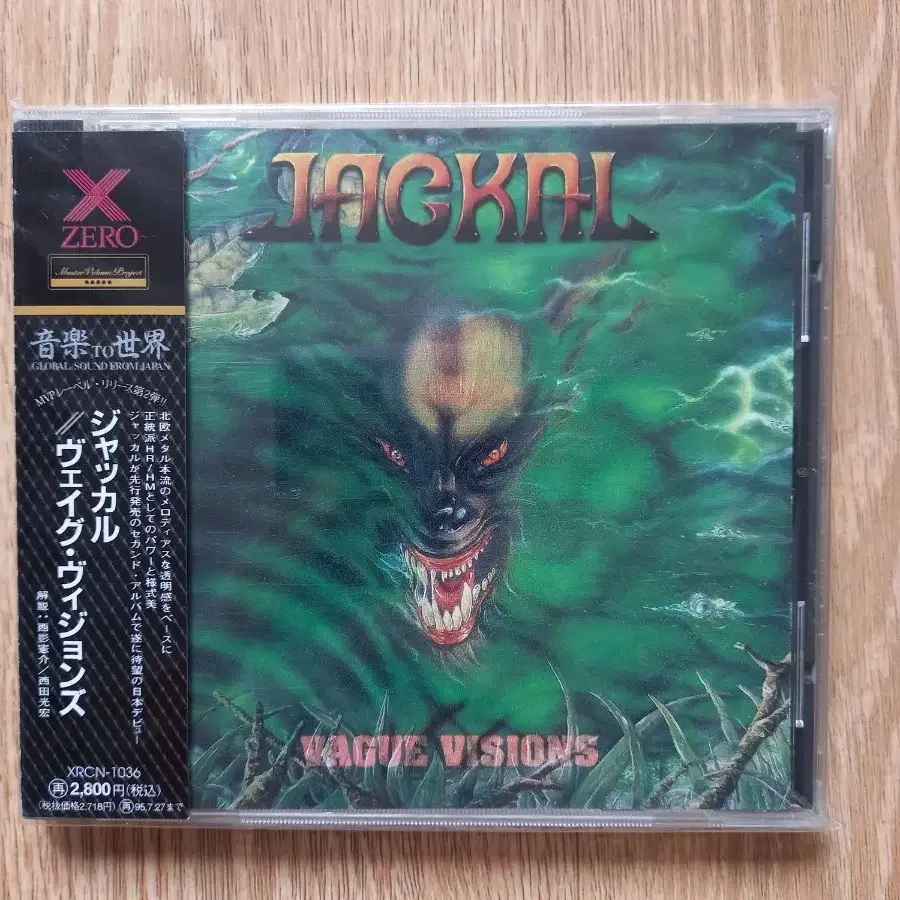 JACKAL
VAGUE VISIONS
X
ZERO
Master Volume Project
音樂TO世界
GLOBAL SOUND FROM JAPAN
MVPレーベル・リリース第2弾!!
北欧メタル本流のメロディアスな透明感をベースに
正統派HR/HMとしてのパワーと様式美
ジャッカルが先行発売のセカンド・アルバムで遂に待望の日本デビュー
ジャッカル
//ヴェイグ・ヴィジョンズ
解説:西影憲介/西田光宏
XRCN-1036
再2,800円(税込)
(税抜価格2,718円) 再95.7.27まで